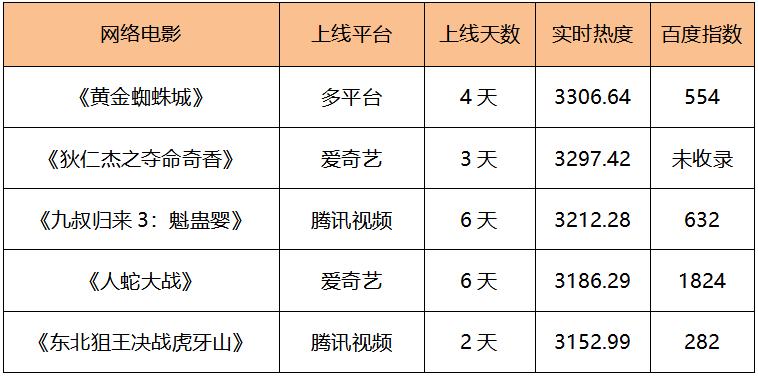 网络电影 上线平台 上线天数 实时热度 百度指数
《黄金蜘蛛城》 多平台 4 天 3306.64 554
《狄仁杰之夺命奇香》 爱奇艺 3 天 3297.42 未收录
《九叔归来 3：魁蛊婴》 腾讯视频 6 天 3212.28 632
《人蛇大战》 爱奇艺 6 天 3186.29 1824
《东北狙王决战虎牙山》 腾讯视频 2 天 3152.99 282